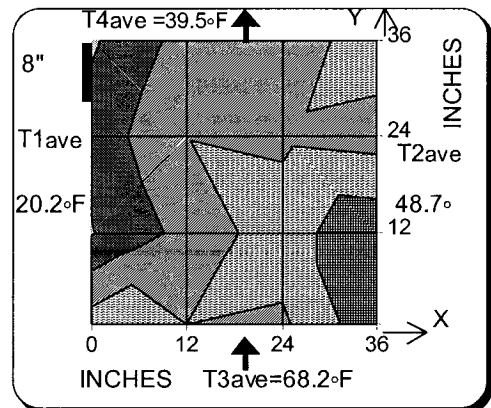 T4ave =39.5°F
Y
36
8"
INCHES
24
T1ave
T2ave
20.2°F
48.7°
12
X
0 12 24 36
INCHES T3ave=68.2°F